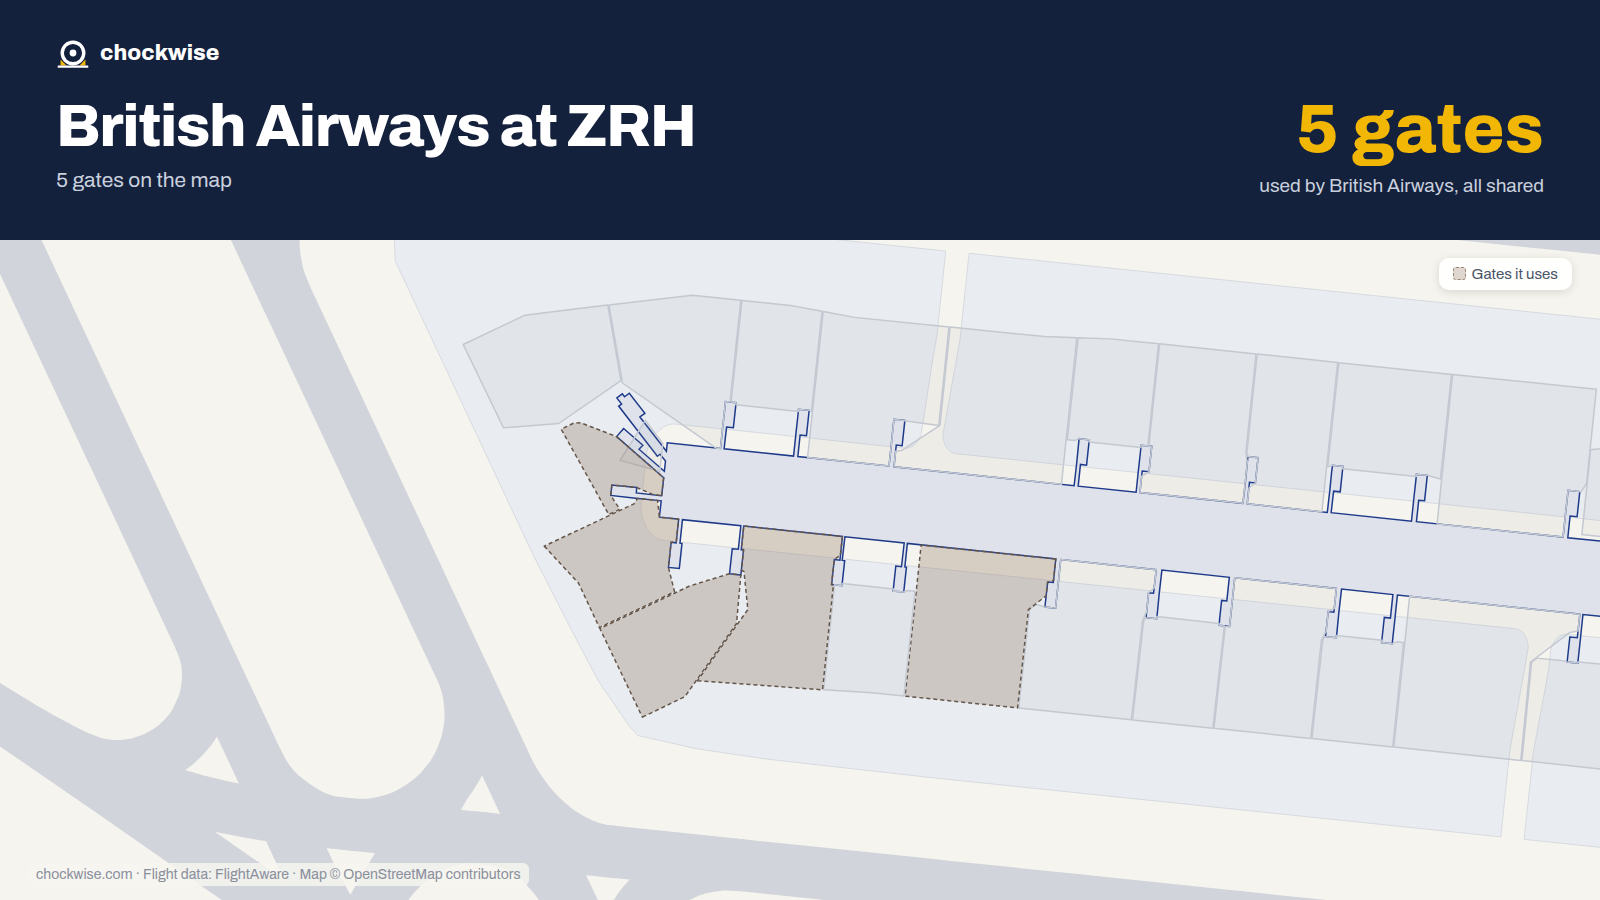 chockwise
British Airways at ZRH
5 gates on the map
5 gates
used by British Airways, all shared
Gates it uses
chockwise.com · Flight data: FlightAware · Map © OpenStreetMap contributors